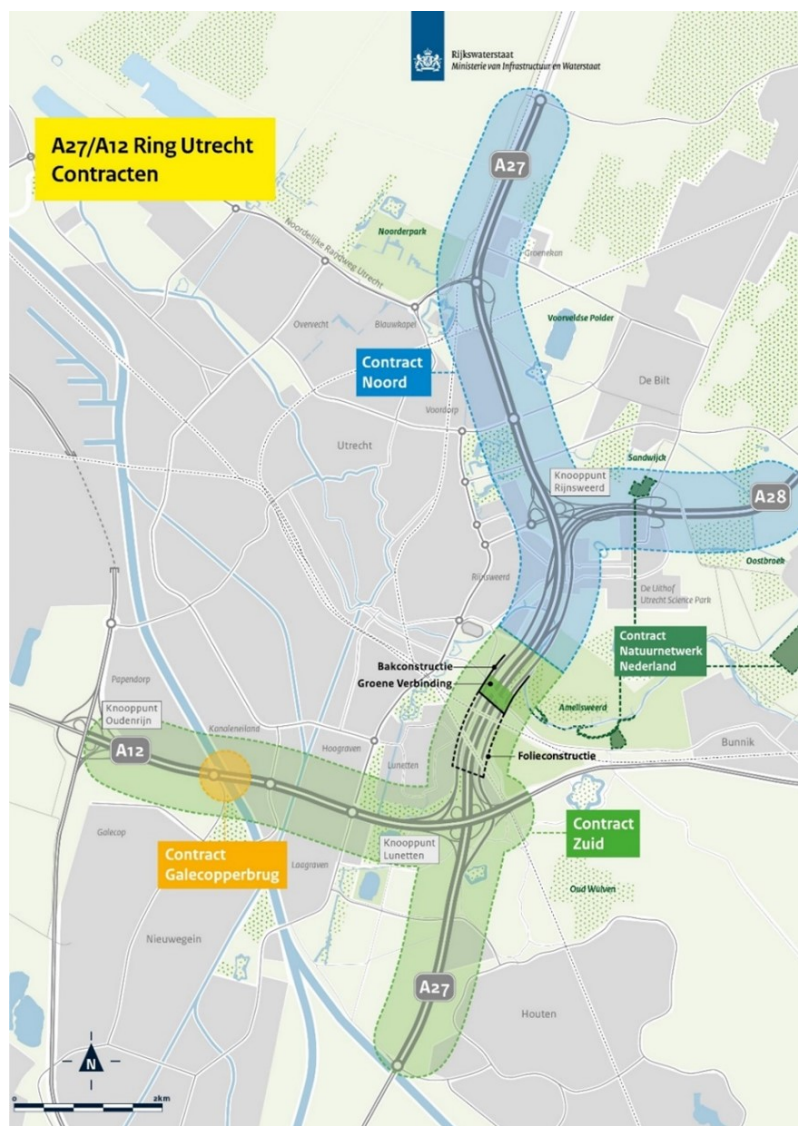 Rijkswaterstaat
Ministerie van Infrastructuur en Waterstaat
A27/A12 Ring Utrecht
Contracten
A27
Noorderpark
Noordelijke Randweg Utrecht
Groenekan
Overvecht
Blauwkapel
Voorveldse Polder
Contract
Noord
De Bilt
Voordorp
Utrecht
Sandwijck
Knooppunt
Rijnsweerd
A28
Oostbroek
Rijnsweerd
De Uithof
Utrecht Science Park
Contract
Natuurnetwerk
Nederland
Bakconstructie
Groene Verbinding
Papendorp
Amelisweerd
Knooppunt
Oudenrijn
Kanaleneiland
Bunnik
A12
Hoograven
Lunetten
Folieconstructie
Galecop
Knooppunt
Lunetten
Contract
Zuid
Contract
Galecopperbrug
Laagraven
Oud Wulven
Nieuwegein
A27
Houten
N
0
2km